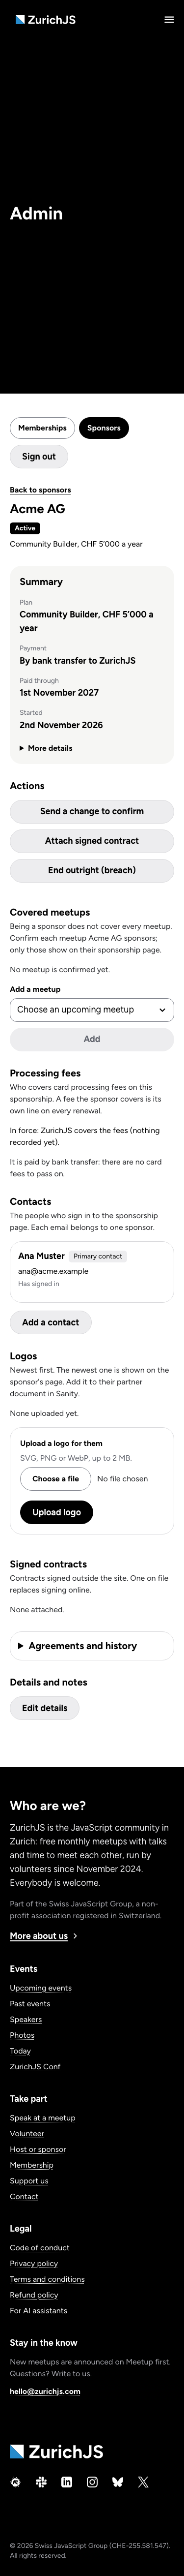 ZurichJS
Admin
Memberships
Sponsors
Sign out
Back to sponsors
Acme AG
Active
Community Builder, CHF 5’000 a year
Summary
Plan
Community Builder, CHF 5’000 a
year
Payment
By bank transfer to ZurichJS
Paid through
1st November 2027
Started
2nd November 2026
More details
Actions
Send a change to confirm
Attach signed contract
End outright (breach)
Covered meetups
Being a sponsor does not cover every meetup.
Confirm each meetup Acme AG sponsors;
only those show on their sponsorship page.
No meetup is confirmed yet.
Add a meetup
Choose an upcoming meetup
Add
Processing fees
Who covers card processing fees on this
sponsorship. A fee the sponsor covers is its
own line on every renewal.
In force: ZurichJS covers the fees (nothing
recorded yet).
It is paid by bank transfer: there are no card
fees to pass on.
Contacts
The people who sign in to the sponsorship
page. Each email belongs to one sponsor.
Ana Muster
Primary contact
ana@acme.example
Has signed in
Add a contact
Logos
Newest first. The newest one is shown on the
sponsor's page. Add it to their partner
document in Sanity.
None uploaded yet.
Upload a logo for them
SVG, PNG or WebP, up to 2 MB.
Choose a file
No file chosen
Upload logo
Signed contracts
Contracts signed outside the site. One on file
replaces signing online.
None attached.
Agreements and history
Details and notes
Edit details
Who are we?
ZurichJS is the JavaScript community in
Zurich: free monthly meetups with talks
and time to meet each other, run by
volunteers since November 2024.
Everybody is welcome.
Part of the Swiss JavaScript Group, a non-
profit association registered in Switzerland.
More about us
Events
Upcoming events
Past events
Speakers
Photos
Today
ZurichJS Conf
Take part
Speak at a meetup
Volunteer
Host or sponsor
Membership
Support us
Contact
Legal
Code of conduct
Privacy policy
Terms and conditions
Refund policy
For AI assistants
Stay in the know
New meetups are announced on Meetup first.
Questions? Write to us.
hello@zurichjs.com
ZurichJS
© 2026 Swiss JavaScript Group (CHE-255.581.547).
All rights reserved.